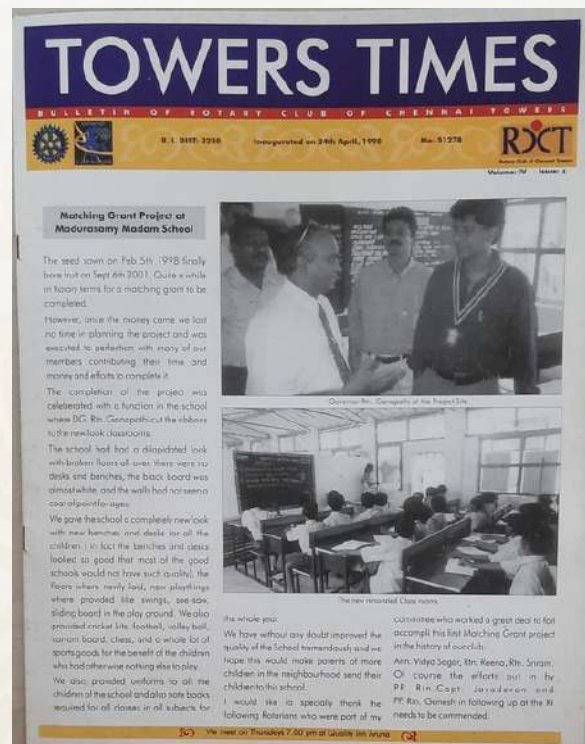 TOWERS TIMES
BULLETIN OF ROTARY CLUB OF CHENNAI TOWERS
R. I. DIST: 3230
Inaugurated on 24th April, 1998
No: 51278
RCCT
Rotary Club of Chennai Towers
Volume: IV Issue:
Matching Grant Project at
Madurasamy Madam School
The seed sown on Feb 5th 1998 finally
bore fruit on Sept 6th 2001. Quite a while
in Rotary terms for a matching grant to be
completed.
However, once the money came we lost
no time in planning the project and was
executed to perfection with many of our
members contributing their time and
money and efforts to complete it.
The completion of the project was
celeberated with a function in the school
where DG. Rtn. Ganapathi cut the ribbons
to the new look classrooms.
The school had had a dilapidated look
with broken floors all over, there were no
desks and benches, the black board was
almost white, and the walls had not seen a
coat of paint for ages.
We gave the school a completely new look
with new benches and desks for all the
children ( in fact the benches and desks
looked so good that most of the good
schools would not have such quality), the
floors where newly laid, new playthings
where provided like swings, see-saw,
sliding board in the play ground. We also
provided cricket kits, football, volley ball,
carrom board, chess, and a whole lot of
sports goods for the benefit of the children
who had otherwise nothing else to play.
We also provided uniforms to all the
children of the school and also note books
required for all classes in all subjects for
Governor Rtn. Ganapathy at the Project Site
The new renovated Class rooms
this whole year.
We have without any doubt improved the
quality of the School tremendously and we
hope this would make parents of more
children in the neighbourhood send their
children to this school.
I would like to specially thank the
following Rotarians who were part of my
committee who worked a great deal to fait
accompli this first Matching Grant project
in the history of our club:
Ann. Vidya Sagar, Rtn. Reena, Rtn. Sriram.
Of course the efforts put in by
PP. Rtn. Capt. Jayadevan and
PP. Rtn. Ganesh in following up at the RI
needs to be commended.
We meet on Thursdays 7.00 pm at Quality Inn Aruna